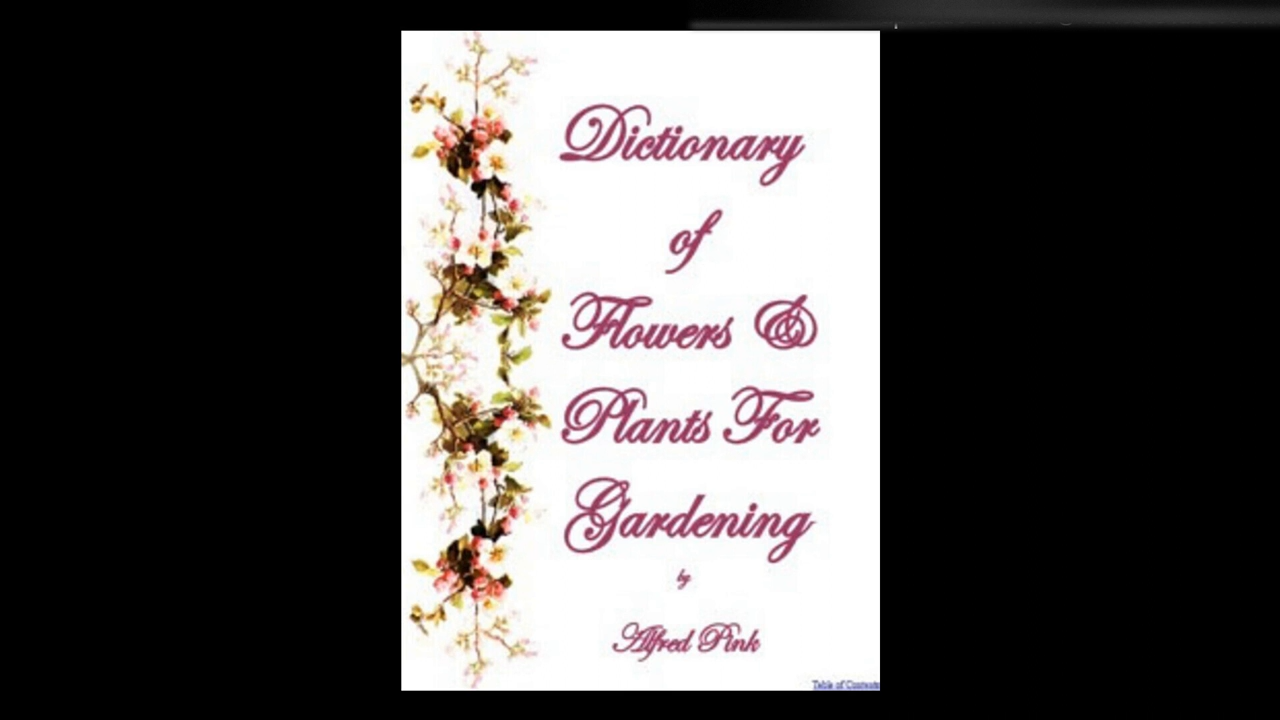 Dictionary
of
Flowers &
Plants For
Gardening
by
Alfred Pink
Table of Contents